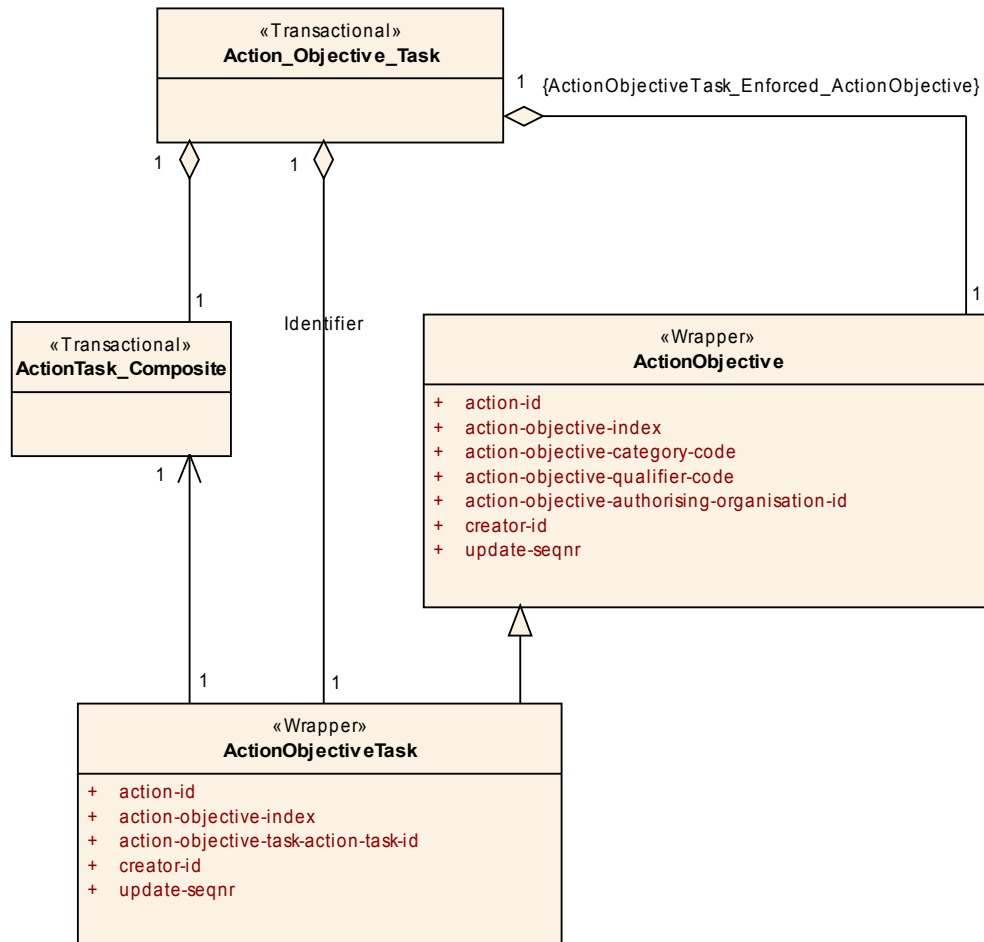 «Transactional»
Action_Objective_Task
1 {ActionObjectiveTask_Enforced_ActionObjective}
1
1
1
1
Identifier
«Transactional»
ActionTask_Composite
1
«Wrapper»
ActionObjective
+ action-id
+ action-objective-index
+ action-objective-category-code
+ action-objective-qualifier-code
+ action-objective-authorising-organisation-id
+ creator-id
+ update-seqnr
1
1
«Wrapper»
ActionObjectiveTask
+ action-id
+ action-objective-index
+ action-objective-task-action-task-id
+ creator-id
+ update-seqnr